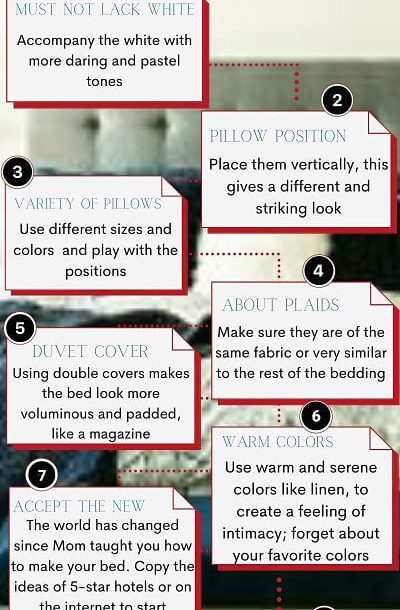 MUST NOT LACK WHITE
Accompany the white with
more daring and pastel
tones
2
PILLOW POSITION
Place them vertically, this
gives a different and
striking look
3
VARIETY OF PILLOWS
Use different sizes and
colors and play with the
positions
4
ABOUT PLAIDS
Make sure they are of the
same fabric or very similar
to the rest of the bedding
5
DUVET COVER
Using double covers makes
the bed look more
voluminous and padded,
like a magazine
6
WARM COLORS
Use warm and serene
colors like linen, to
create a feeling of
intimacy; forget about
your favorite colors
7
ACCEPT THE NEW
The world has changed
since Mom taught you how
to make your bed. Copy the
ideas of 5-star hotels or on
the internet to start